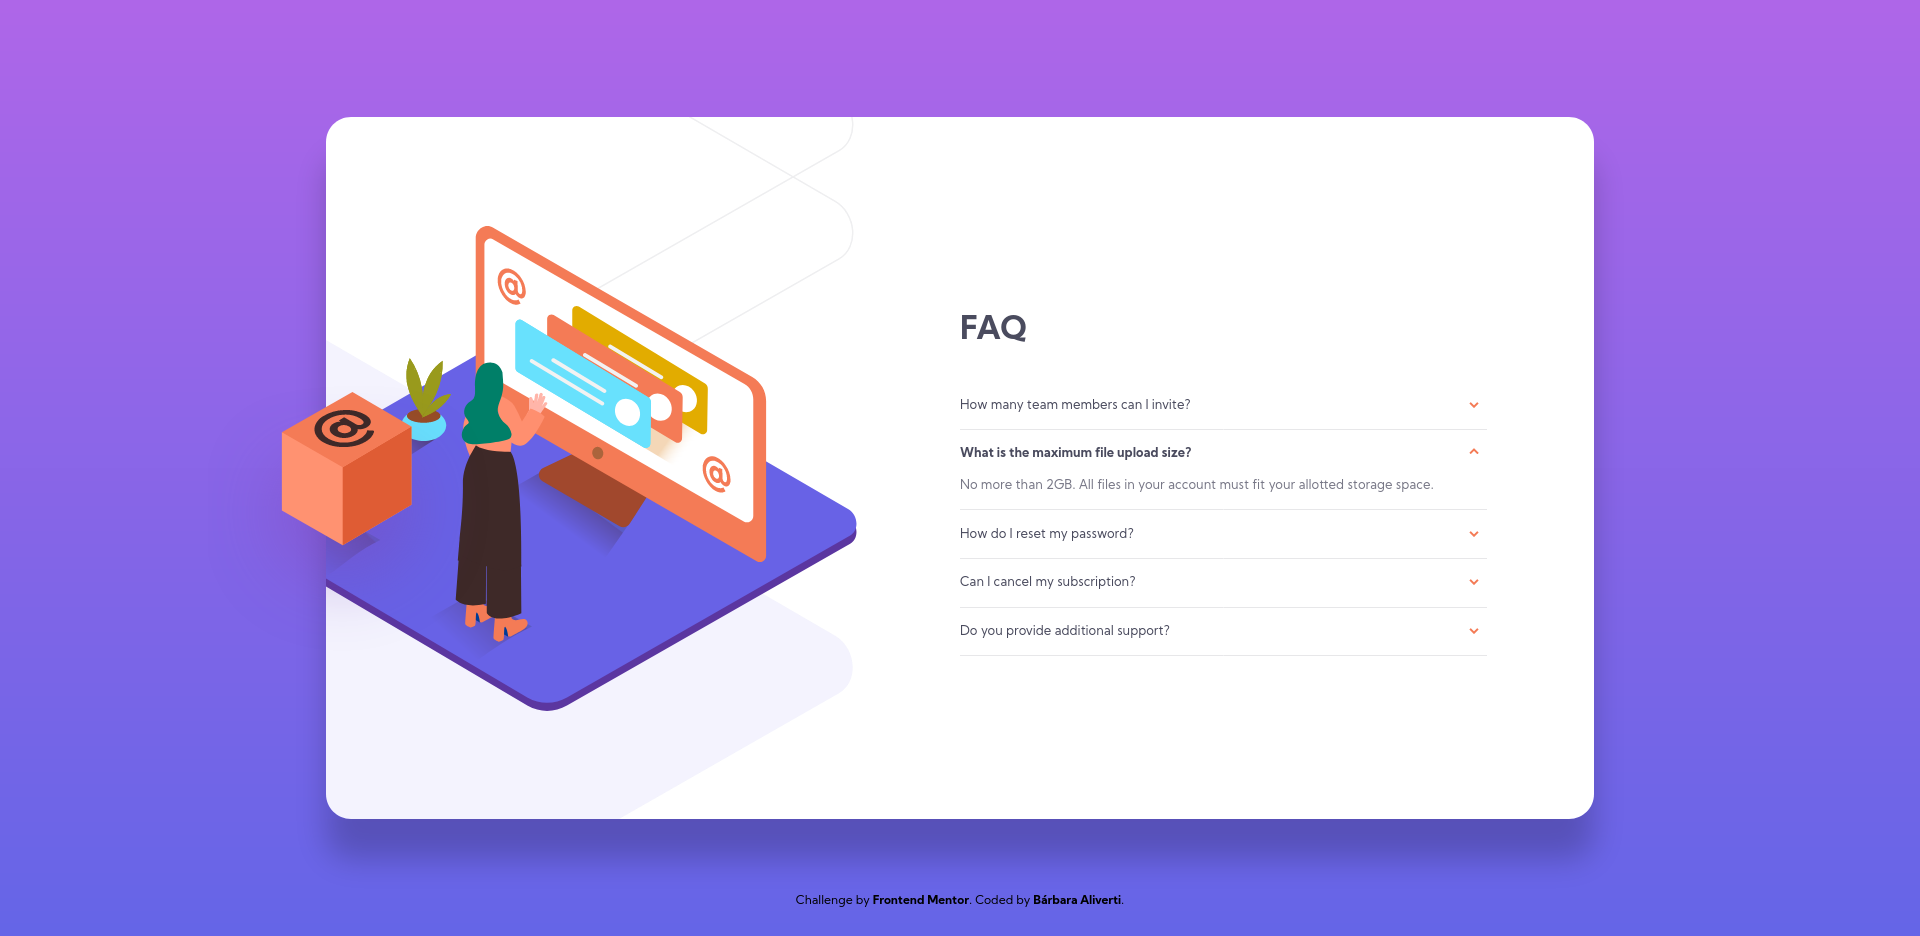 @
@
@
FAQ
How many team members can I invite?
What is the maximum file upload size?
No more than 2GB. All files in your account must fit your allotted storage space.
How do I reset my password?
Can I cancel my subscription?
Do you provide additional support?
Challenge by Frontend Mentor. Coded by Bárbara Aliverti.